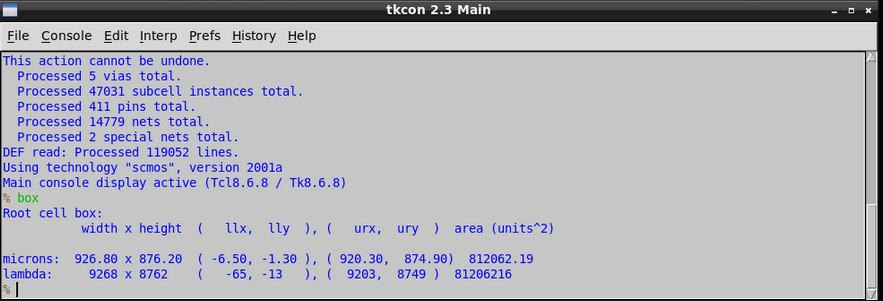 tkcon 2.3 Main
File Console Edit Interp Prefs History Help
This action cannot be undone.
  Processed 5 vias total.
  Processed 47031 subcell instances total.
  Processed 411 pins total.
  Processed 14779 nets total.
  Processed 2 special nets total.
DEF read: Processed 119052 lines.
Using technology "scmos", version 2001a
Main console display active (Tcl8.6.8 / Tk8.6.8)
% box
Root cell box:
           width x height  (   llx,  lly  ), (   urx,  ury  )  area (units^2)
microns:  926.80 x 876.20  ( -6.50, -1.30 ), ( 920.30,  874.90)  812062.19
lambda:     9268 x 8762    (   -65, -13   ), (  9203,  8749 )  81206216
%